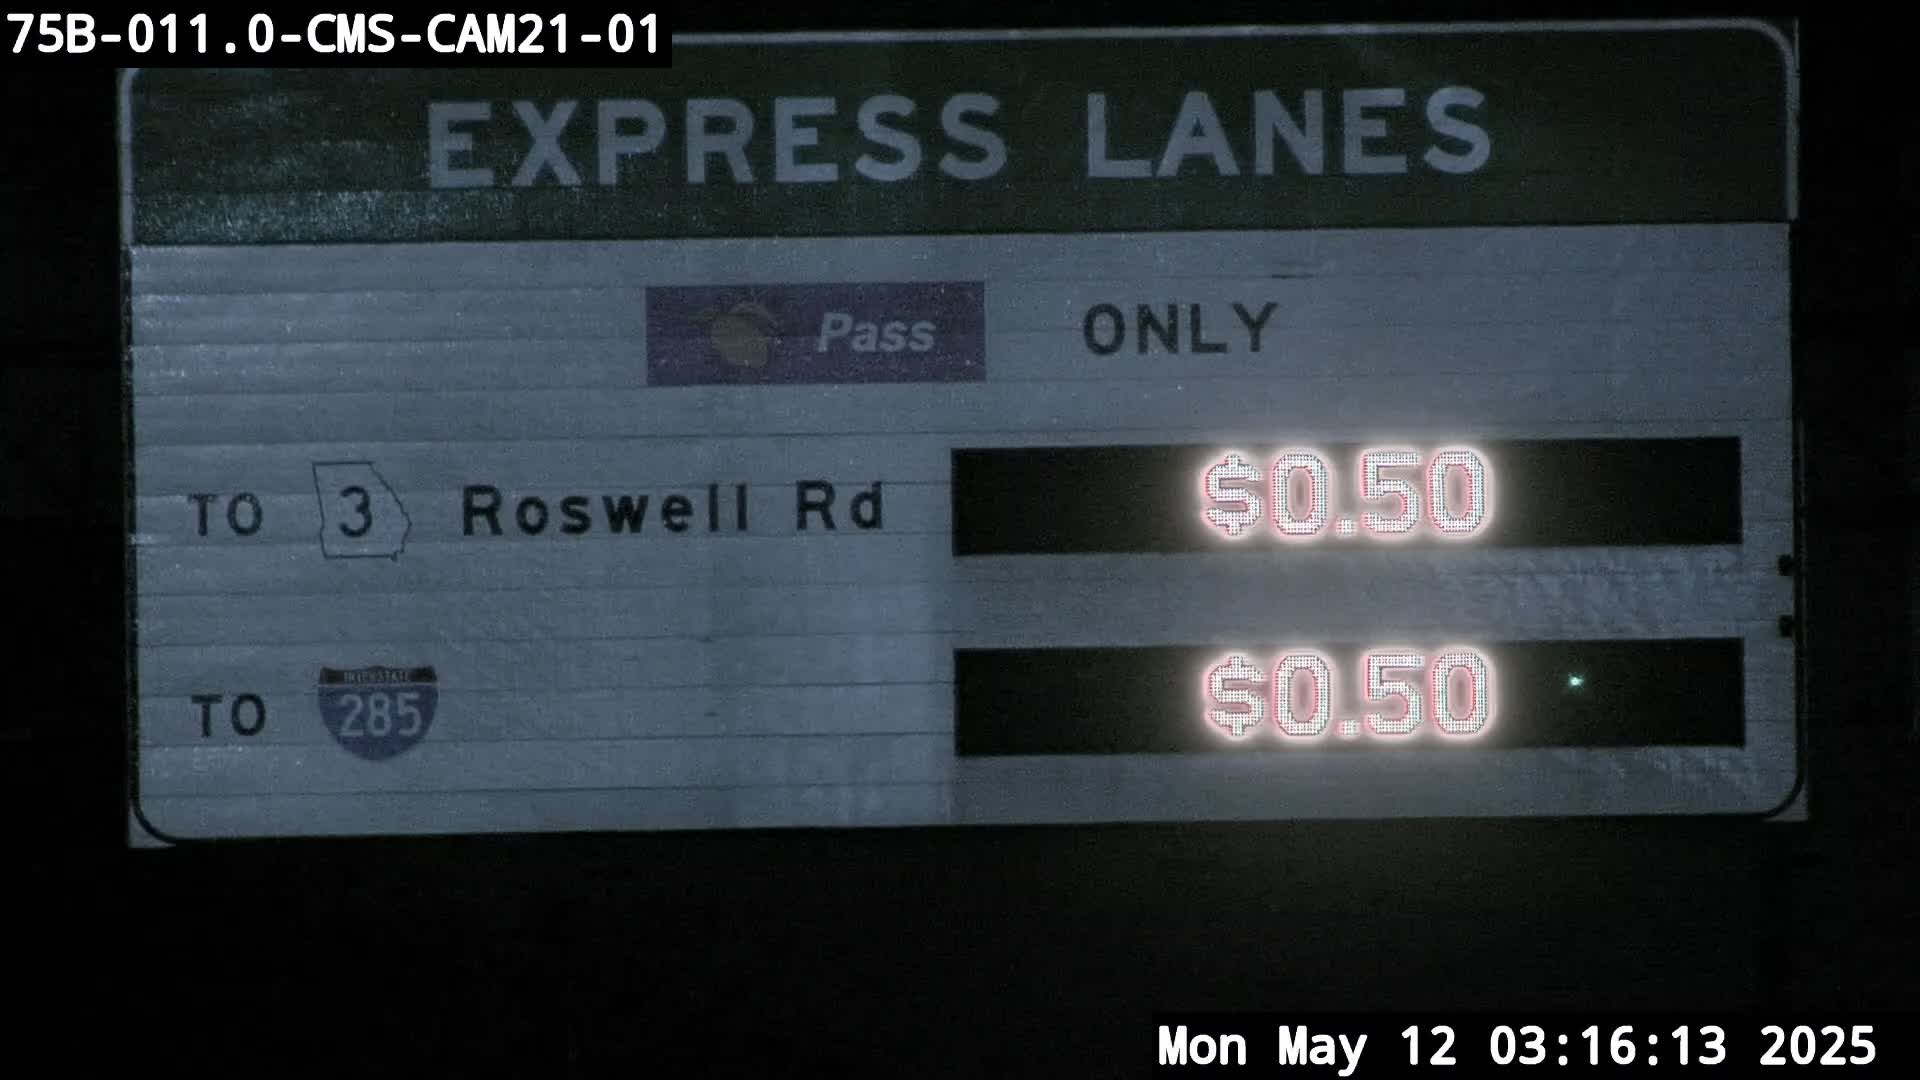 75B-011.0-CMS-CAM21-01
EXPRESS LANES
Pass ONLY
TO 3 Roswell Rd $0.50
TO INTERSTATE 285 $0.50
Mon May 12 03:16:13 2025